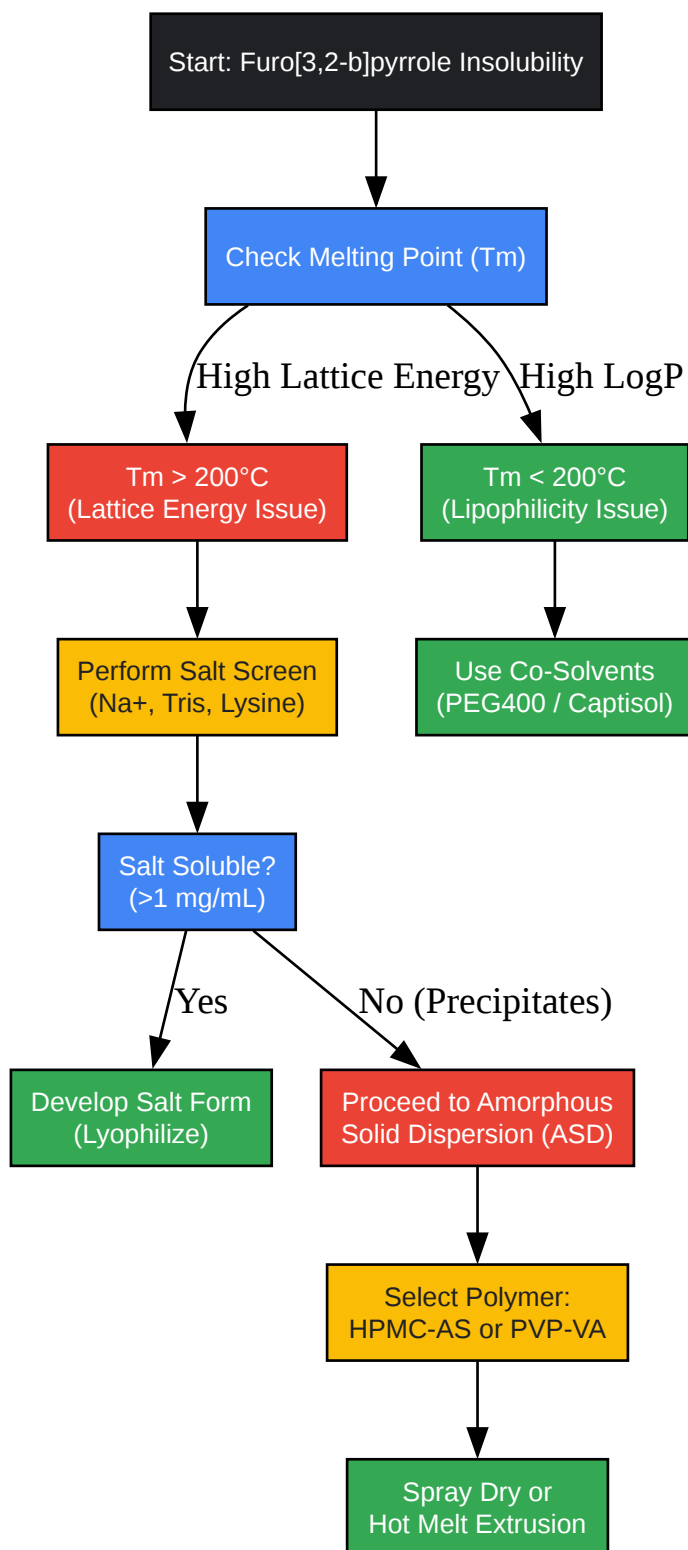 Start: Furo[3,2-b]pyrrole Insolubility
Check Melting Point (Tm)
High Lattice Energy
High LogP
Tm > 200°C
(Lattice Energy Issue)
Tm < 200°C
(Lipophilicity Issue)
Perform Salt Screen
(Na+, Tris, Lysine)
Use Co-Solvents
(PEG400 / Captisol)
Salt Soluble?
(>1 mg/mL)
Yes
No (Precipitates)
Develop Salt Form
(Lyophilize)
Proceed to Amorphous
Solid Dispersion (ASD)
Select Polymer:
HPMC-AS or PVP-VA
Spray Dry or
Hot Melt Extrusion